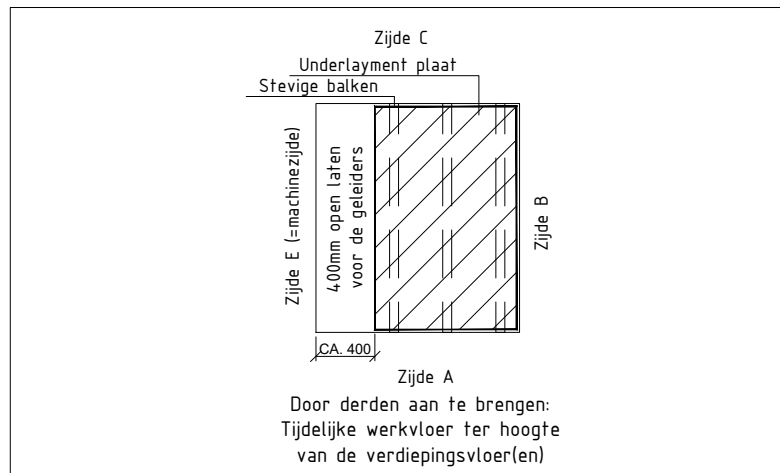 Zijde C
Underlayment plaat
Stevige balken
Zijde E (=machinezijde)
400mm open laten
voor de geleiders
Zijde B
CA. 400
Zijde A
Door derden aan te brengen:
Tijdelijke werkvloer ter hoogte
van de verdiepingsvloer(en)